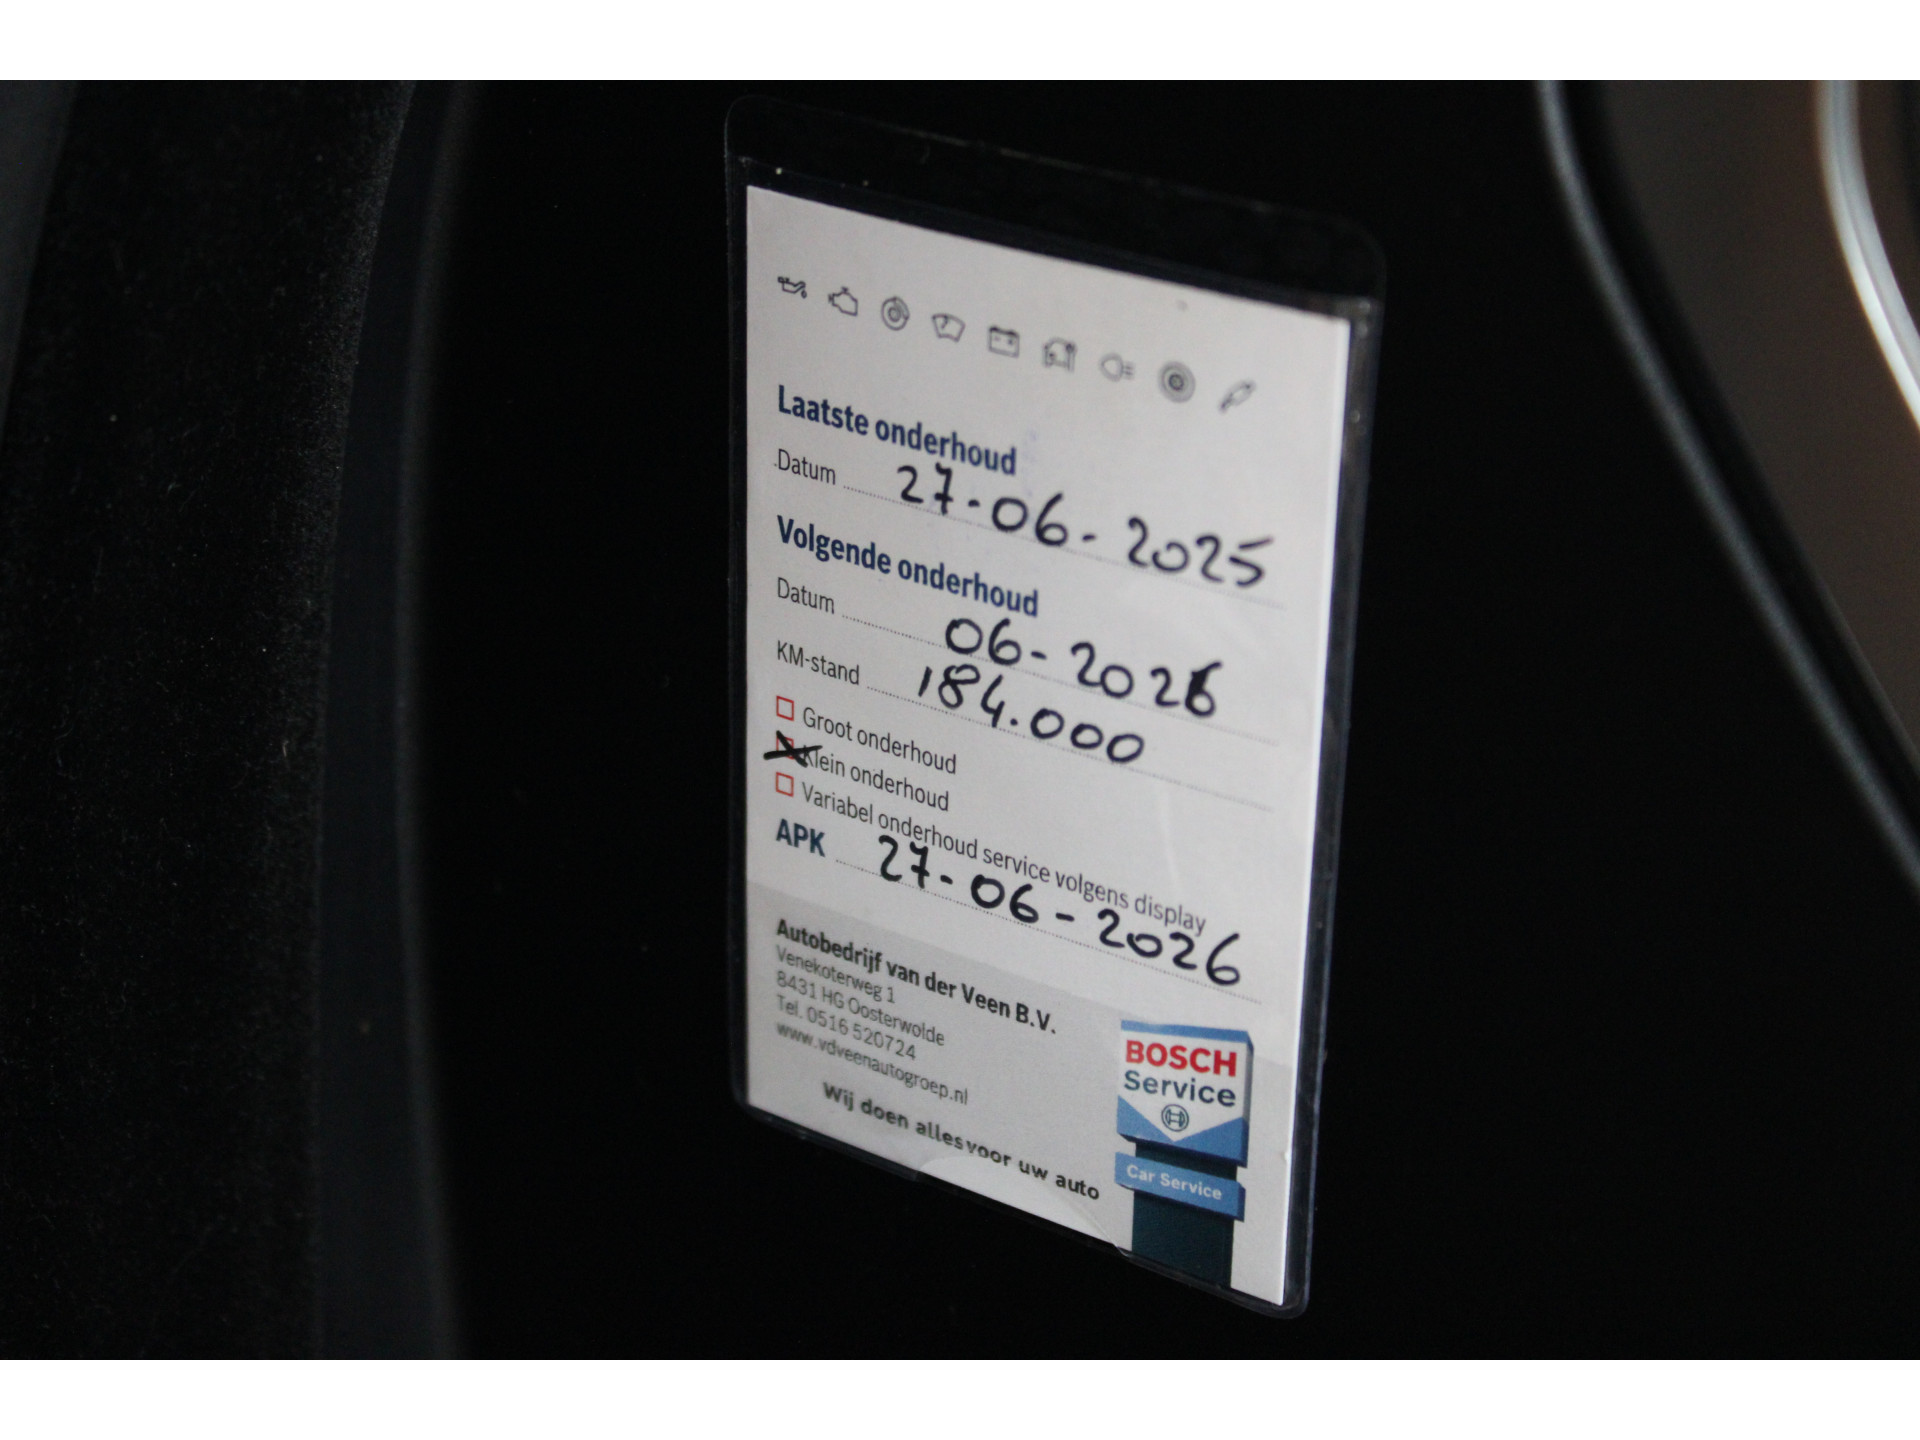 Laatste onderhoud
Datum 27-06-2025
Volgende onderhoud
Datum 06-2026
KM-stand 184.000
Groot onderhoud
Klein onderhoud
Variabel onderhoud service volgens display
APK 27-06-2026
Autobedrijf van der Veen B.V.
Venekoterweg 1
8431 HG Oosterwolde
Tel. 0516 520724
www.vdveenautogroep.nl
Wij doen alles voor uw auto
BOSCH
Service
Car Service